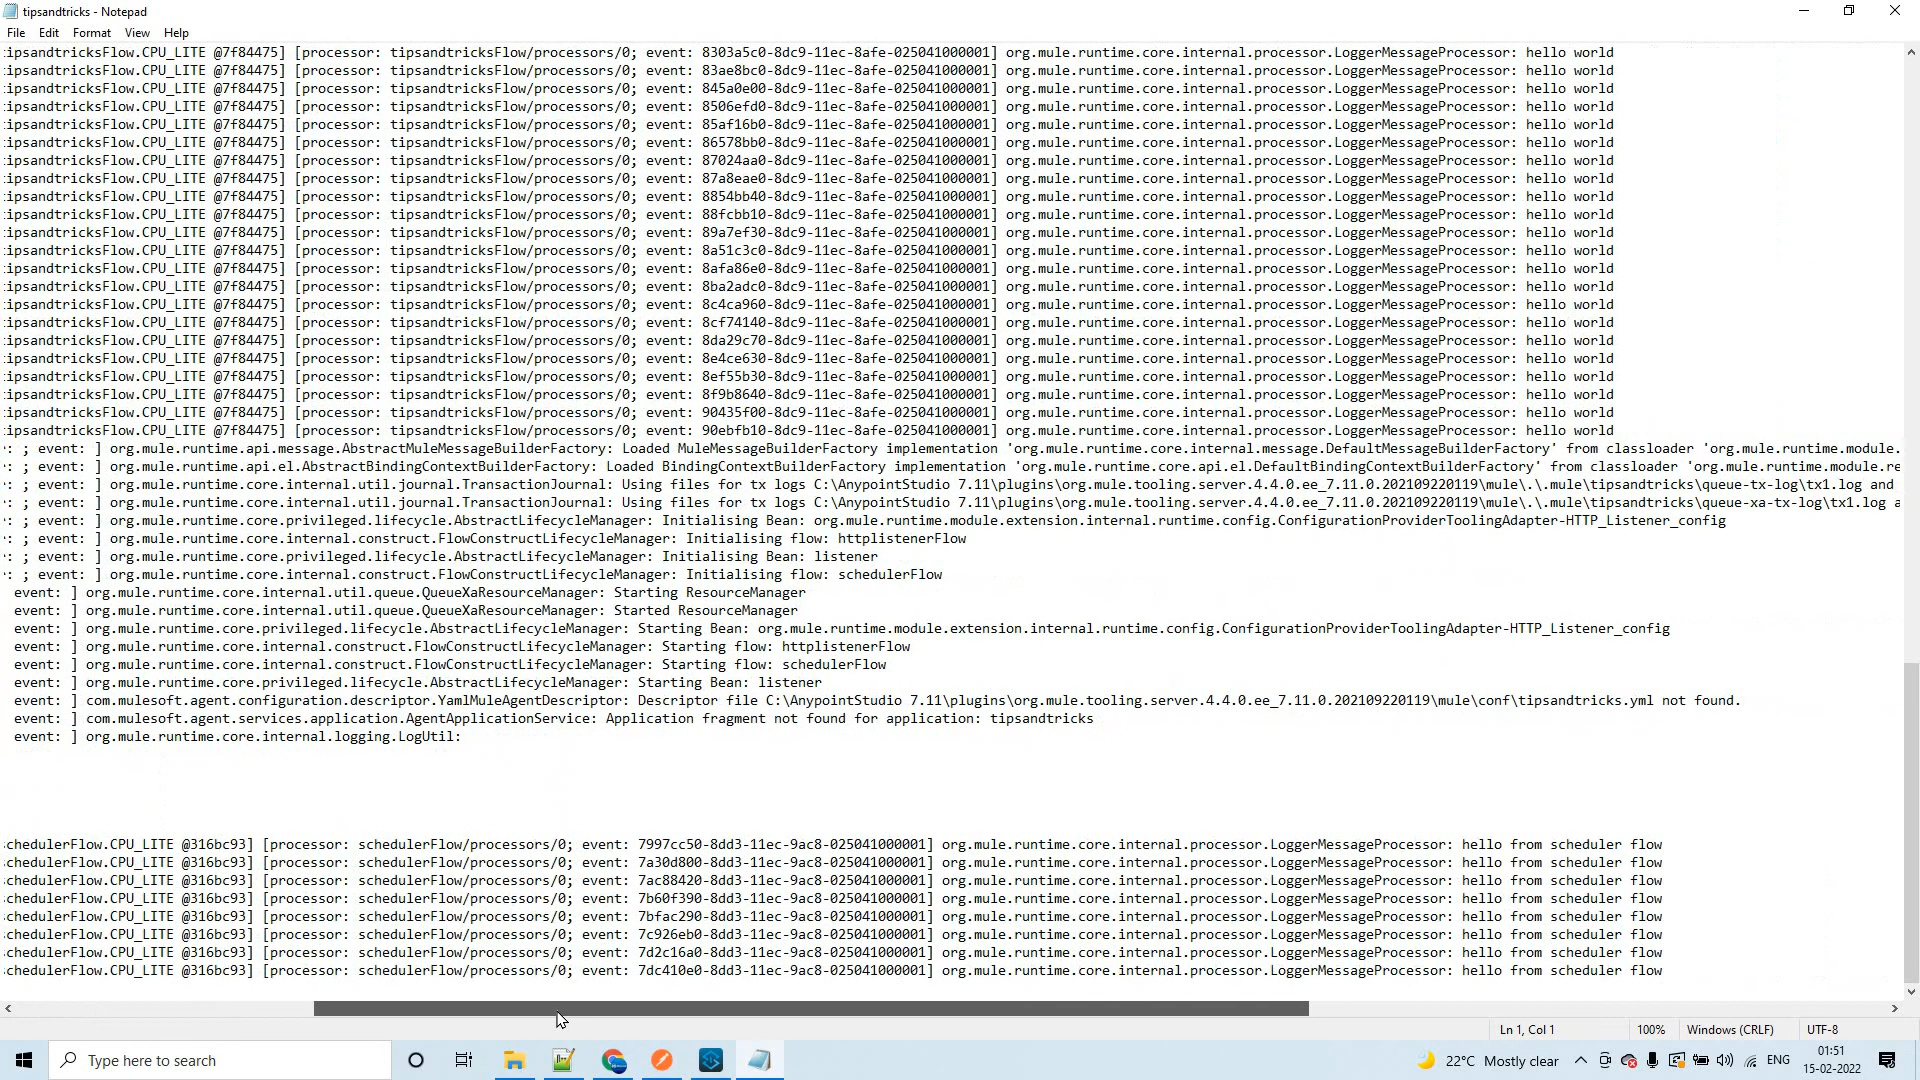 tipsandtricks - Notepad
File Edit Format View Help
ipsandtricksFlow.CPU_LITE @7f84475] [processor: tipsandtricksFlow/processors/0; event: 8303a5c0-8dc9-11ec-8afe-025041000001] org.mule.runtime.core.internal.processor.LoggerMessageProcessor: hello world
ipsandtricksFlow.CPU_LITE @7f84475] [processor: tipsandtricksFlow/processors/0; event: 83ae8bc0-8dc9-11ec-8afe-025041000001] org.mule.runtime.core.internal.processor.LoggerMessageProcessor: hello world
ipsandtricksFlow.CPU_LITE @7f84475] [processor: tipsandtricksFlow/processors/0; event: 845a0e00-8dc9-11ec-8afe-025041000001] org.mule.runtime.core.internal.processor.LoggerMessageProcessor: hello world
ipsandtricksFlow.CPU_LITE @7f84475] [processor: tipsandtricksFlow/processors/0; event: 8506efd0-8dc9-11ec-8afe-025041000001] org.mule.runtime.core.internal.processor.LoggerMessageProcessor: hello world
ipsandtricksFlow.CPU_LITE @7f84475] [processor: tipsandtricksFlow/processors/0; event: 85af16b0-8dc9-11ec-8afe-025041000001] org.mule.runtime.core.internal.processor.LoggerMessageProcessor: hello world
ipsandtricksFlow.CPU_LITE @7f84475] [processor: tipsandtricksFlow/processors/0; event: 86578bb0-8dc9-11ec-8afe-025041000001] org.mule.runtime.core.internal.processor.LoggerMessageProcessor: hello world
ipsandtricksFlow.CPU_LITE @7f84475] [processor: tipsandtricksFlow/processors/0; event: 87024aa0-8dc9-11ec-8afe-025041000001] org.mule.runtime.core.internal.processor.LoggerMessageProcessor: hello world
ipsandtricksFlow.CPU_LITE @7f84475] [processor: tipsandtricksFlow/processors/0; event: 87a8eae0-8dc9-11ec-8afe-025041000001] org.mule.runtime.core.internal.processor.LoggerMessageProcessor: hello world
ipsandtricksFlow.CPU_LITE @7f84475] [processor: tipsandtricksFlow/processors/0; event: 8854bb40-8dc9-11ec-8afe-025041000001] org.mule.runtime.core.internal.processor.LoggerMessageProcessor: hello world
ipsandtricksFlow.CPU_LITE @7f84475] [processor: tipsandtricksFlow/processors/0; event: 88fcbb10-8dc9-11ec-8afe-025041000001] org.mule.runtime.core.internal.processor.LoggerMessageProcessor: hello world
ipsandtricksFlow.CPU_LITE @7f84475] [processor: tipsandtricksFlow/processors/0; event: 89a7ef30-8dc9-11ec-8afe-025041000001] org.mule.runtime.core.internal.processor.LoggerMessageProcessor: hello world
ipsandtricksFlow.CPU_LITE @7f84475] [processor: tipsandtricksFlow/processors/0; event: 8a51c3c0-8dc9-11ec-8afe-025041000001] org.mule.runtime.core.internal.processor.LoggerMessageProcessor: hello world
ipsandtricksFlow.CPU_LITE @7f84475] [processor: tipsandtricksFlow/processors/0; event: 8afa86e0-8dc9-11ec-8afe-025041000001] org.mule.runtime.core.internal.processor.LoggerMessageProcessor: hello world
ipsandtricksFlow.CPU_LITE @7f84475] [processor: tipsandtricksFlow/processors/0; event: 8ba2adc0-8dc9-11ec-8afe-025041000001] org.mule.runtime.core.internal.processor.LoggerMessageProcessor: hello world
ipsandtricksFlow.CPU_LITE @7f84475] [processor: tipsandtricksFlow/processors/0; event: 8c4ca960-8dc9-11ec-8afe-025041000001] org.mule.runtime.core.internal.processor.LoggerMessageProcessor: hello world
ipsandtricksFlow.CPU_LITE @7f84475] [processor: tipsandtricksFlow/processors/0; event: 8cf74140-8dc9-11ec-8afe-025041000001] org.mule.runtime.core.internal.processor.LoggerMessageProcessor: hello world
ipsandtricksFlow.CPU_LITE @7f84475] [processor: tipsandtricksFlow/processors/0; event: 8da29c70-8dc9-11ec-8afe-025041000001] org.mule.runtime.core.internal.processor.LoggerMessageProcessor: hello world
ipsandtricksFlow.CPU_LITE @7f84475] [processor: tipsandtricksFlow/processors/0; event: 8e4ce630-8dc9-11ec-8afe-025041000001] org.mule.runtime.core.internal.processor.LoggerMessageProcessor: hello world
ipsandtricksFlow.CPU_LITE @7f84475] [processor: tipsandtricksFlow/processors/0; event: 8ef55b30-8dc9-11ec-8afe-025041000001] org.mule.runtime.core.internal.processor.LoggerMessageProcessor: hello world
ipsandtricksFlow.CPU_LITE @7f84475] [processor: tipsandtricksFlow/processors/0; event: 8f9b8640-8dc9-11ec-8afe-025041000001] org.mule.runtime.core.internal.processor.LoggerMessageProcessor: hello world
ipsandtricksFlow.CPU_LITE @7f84475] [processor: tipsandtricksFlow/processors/0; event: 90435f00-8dc9-11ec-8afe-025041000001] org.mule.runtime.core.internal.processor.LoggerMessageProcessor: hello world
ipsandtricksFlow.CPU_LITE @7f84475] [processor: tipsandtricksFlow/processors/0; event: 90ebfb10-8dc9-11ec-8afe-025041000001] org.mule.runtime.core.internal.processor.LoggerMessageProcessor: hello world
: ; event: ] org.mule.runtime.api.message.AbstractMuleMessageBuilderFactory: Loaded MuleMessageBuilderFactory implementation 'org.mule.runtime.core.internal.message.DefaultMessageBuilderFactory' from classloader 'org.mule.runtime.module.
: ; event: ] org.mule.runtime.api.el.AbstractBindingContextBuilderFactory: Loaded BindingContextBuilderFactory implementation 'org.mule.runtime.core.api.el.DefaultBindingContextBuilderFactory' from classloader 'org.mule.runtime.module.re
: ; event: ] org.mule.runtime.core.internal.util.journal.TransactionJournal: Using files for tx logs C:\AnypointStudio 7.11\plugins\org.mule.tooling.server.4.4.0.ee_7.11.0.202109220119\mule\.\.mule\tipsandtricks\queue-tx-log\tx1.log and
: ; event: ] org.mule.runtime.core.internal.util.journal.TransactionJournal: Using files for tx logs C:\AnypointStudio 7.11\plugins\org.mule.tooling.server.4.4.0.ee_7.11.0.202109220119\mule\.\.mule\tipsandtricks\queue-xa-tx-log\tx1.log a
: ; event: ] org.mule.runtime.core.privileged.lifecycle.AbstractLifecycleManager: Initialising Bean: org.mule.runtime.module.extension.internal.runtime.config.ConfigurationProviderToolingAdapter-HTTP_Listener_config
: ; event: ] org.mule.runtime.core.internal.construct.FlowConstructLifecycleManager: Initialising flow: httplistenerFlow
: ; event: ] org.mule.runtime.core.privileged.lifecycle.AbstractLifecycleManager: Initialising Bean: listener
: ; event: ] org.mule.runtime.core.internal.construct.FlowConstructLifecycleManager: Initialising flow: schedulerFlow
event: ] org.mule.runtime.core.internal.util.queue.QueueXaResourceManager: Starting ResourceManager
event: ] org.mule.runtime.core.internal.util.queue.QueueXaResourceManager: Started ResourceManager
event: ] org.mule.runtime.core.privileged.lifecycle.AbstractLifecycleManager: Starting Bean: org.mule.runtime.module.extension.internal.runtime.config.ConfigurationProviderToolingAdapter-HTTP_Listener_config
event: ] org.mule.runtime.core.internal.construct.FlowConstructLifecycleManager: Starting flow: httplistenerFlow
event: ] org.mule.runtime.core.internal.construct.FlowConstructLifecycleManager: Starting flow: schedulerFlow
event: ] org.mule.runtime.core.privileged.lifecycle.AbstractLifecycleManager: Starting Bean: listener
event: ] com.mulesoft.agent.configuration.descriptor.YamlMuleAgentDescriptor: Descriptor file C:\AnypointStudio 7.11\plugins\org.mule.tooling.server.4.4.0.ee_7.11.0.202109220119\mule\conf\tipsandtricks.yml not found.
event: ] com.mulesoft.agent.services.application.AgentApplicationService: Application fragment not found for application: tipsandtricks
event: ] org.mule.runtime.core.internal.logging.LogUtil:
chedulerFlow.CPU_LITE @316bc93] [processor: schedulerFlow/processors/0; event: 7997cc50-8dd3-11ec-9ac8-025041000001] org.mule.runtime.core.internal.processor.LoggerMessageProcessor: hello from scheduler flow
chedulerFlow.CPU_LITE @316bc93] [processor: schedulerFlow/processors/0; event: 7a30d800-8dd3-11ec-9ac8-025041000001] org.mule.runtime.core.internal.processor.LoggerMessageProcessor: hello from scheduler flow
chedulerFlow.CPU_LITE @316bc93] [processor: schedulerFlow/processors/0; event: 7ac88420-8dd3-11ec-9ac8-025041000001] org.mule.runtime.core.internal.processor.LoggerMessageProcessor: hello from scheduler flow
chedulerFlow.CPU_LITE @316bc93] [processor: schedulerFlow/processors/0; event: 7b60f390-8dd3-11ec-9ac8-025041000001] org.mule.runtime.core.internal.processor.LoggerMessageProcessor: hello from scheduler flow
chedulerFlow.CPU_LITE @316bc93] [processor: schedulerFlow/processors/0; event: 7bfac290-8dd3-11ec-9ac8-025041000001] org.mule.runtime.core.internal.processor.LoggerMessageProcessor: hello from scheduler flow
chedulerFlow.CPU_LITE @316bc93] [processor: schedulerFlow/processors/0; event: 7c926eb0-8dd3-11ec-9ac8-025041000001] org.mule.runtime.core.internal.processor.LoggerMessageProcessor: hello from scheduler flow
chedulerFlow.CPU_LITE @316bc93] [processor: schedulerFlow/processors/0; event: 7d2c16a0-8dd3-11ec-9ac8-025041000001] org.mule.runtime.core.internal.processor.LoggerMessageProcessor: hello from scheduler flow
chedulerFlow.CPU_LITE @316bc93] [processor: schedulerFlow/processors/0; event: 7dc410e0-8dd3-11ec-9ac8-025041000001] org.mule.runtime.core.internal.processor.LoggerMessageProcessor: hello from scheduler flow
Ln 1, Col 1 100% Windows (CRLF) UTF-8
Type here to search 22°C Mostly clear ENG 01:51
15-02-2022